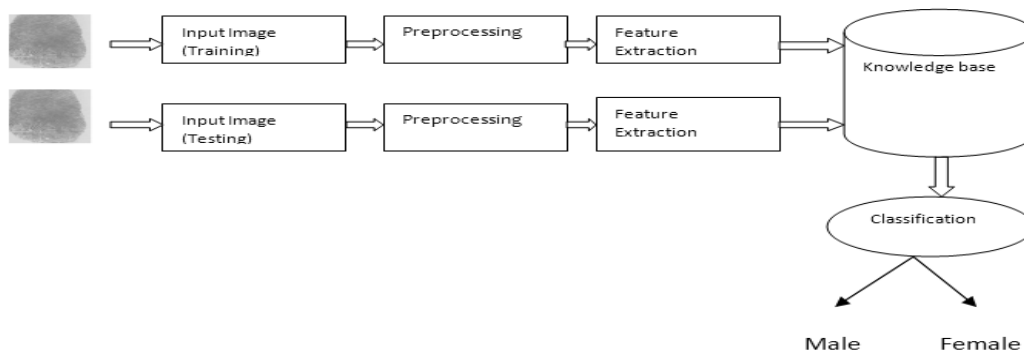 Input Image
(Training)
Preprocessing
Feature
Extraction
Knowledge base
Input Image
(Testing)
Preprocessing
Feature
Extraction
Classification
Male
Female